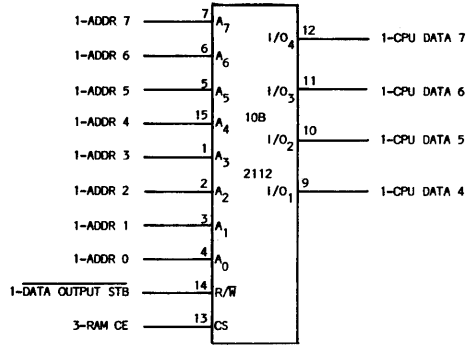 1-ADDR 7 7 A7
1-ADDR 6 6 A6
1-ADDR 5 5 A5
1-ADDR 4 15 A4
1-ADDR 3 1 A3
1-ADDR 2 2 A2
1-ADDR 1 3 A1
1-ADDR 0 4 A0
1-DATA OUTPUT STB 14 R/W̅
3-RAM CE 13 CS
10B
2112
I/O4 12 1-CPU DATA 7
I/O3 11 1-CPU DATA 6
I/O2 10 1-CPU DATA 5
I/O1 9 1-CPU DATA 4